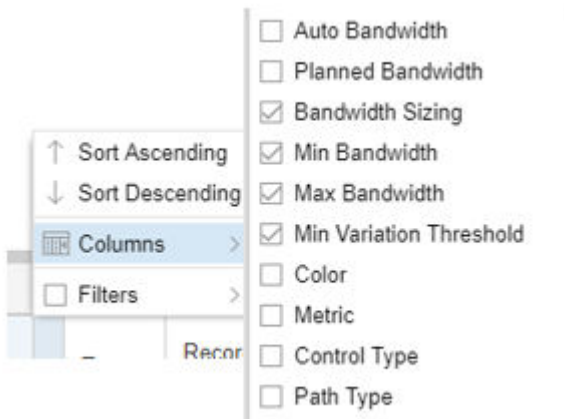 Sort Ascending
Sort Descending
Columns
Filters
Auto Bandwidth
Planned Bandwidth
Bandwidth Sizing
Min Bandwidth
Max Bandwidth
Min Variation Threshold
Color
Metric
Control Type
Path Type